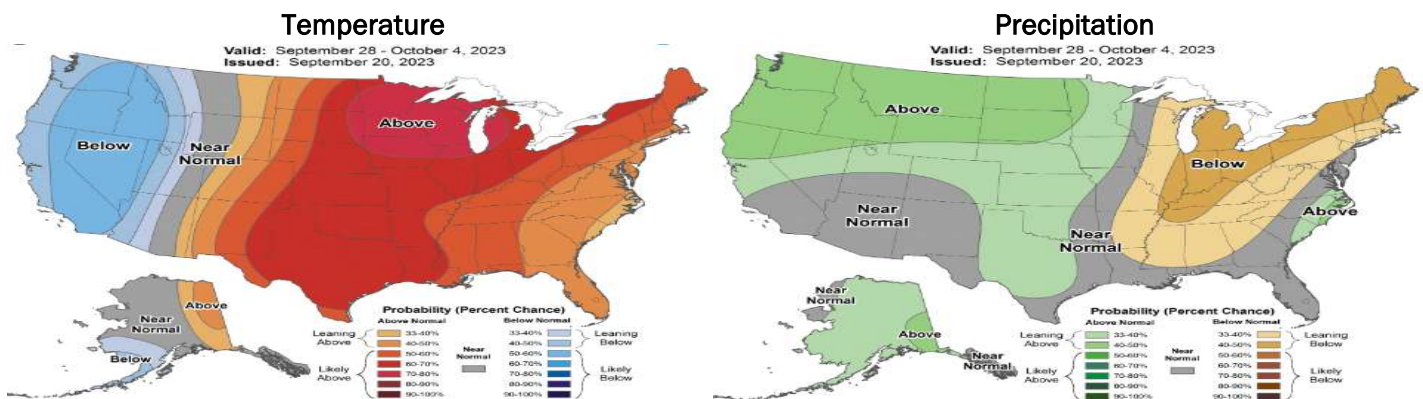 Temperature
Valid: September 28 - October 4, 2023
Issued: September 20, 2023
Below
Near
Normal
Above
Above
Near
Normal
Below
Probability (Percent Chance)
Above Normal
Below Normal
Leaning
Above
33-40%
40-50%
Likely
Above
50-60%
60-70%
70-80%
80-90%
90-100%
Near
Normal
33-40%
40-50%
Leaning
Below
50-60%
60-70%
70-80%
80-90%
90-100%
Likely
Below
Precipitation
Valid: September 28 - October 4, 2023
Issued: September 20, 2023
Above
Near
Normal
Near
Normal
Below
Above
Near
Normal
Above
Near
Normal
Probability (Percent Chance)
Above Normal
Below Normal
Leaning
Above
33-40%
40-50%
Likely
Above
50-60%
60-70%
70-80%
80-90%
90-100%
Near
Normal
33-40%
40-50%
Leaning
Below
50-60%
60-70%
70-80%
80-90%
90-100%
Likely
Below